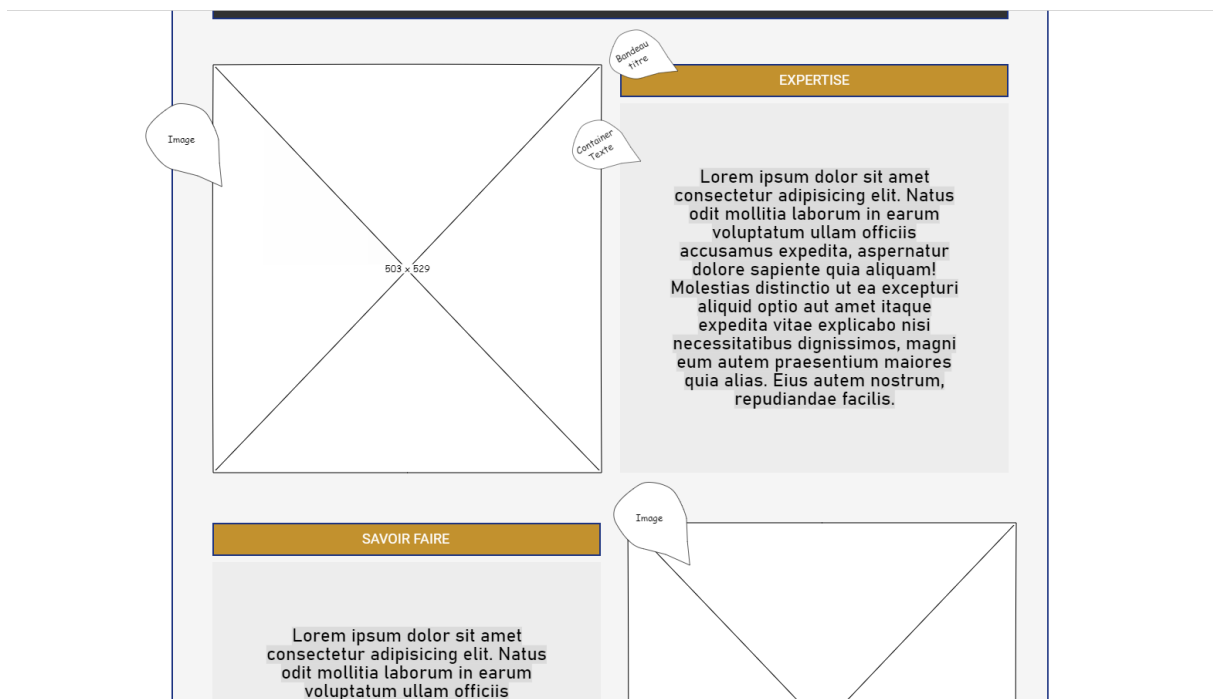 Bandeau
titre
EXPERTISE
Image
Container
Texte
Lorem ipsum dolor sit amet
consectetur adipisicing elit. Natus
odit mollitia laborum in earum
voluptatum ullam officiis
accusamus expedita, aspernatur
dolore sapiente quia aliquam!
Molestias distinctio ut ea excepturi
aliquid optio aut amet itaque
expedita vitae explicabo nisi
necessitatibus dignissimos, magni
eum autem praesentium maiores
quia alias. Eius autem nostrum,
repudiandae facilis.
503 x 529
Image
SAVOIR FAIRE
Lorem ipsum dolor sit amet
consectetur adipisicing elit. Natus
odit mollitia laborum in earum
voluptatum ullam officiis